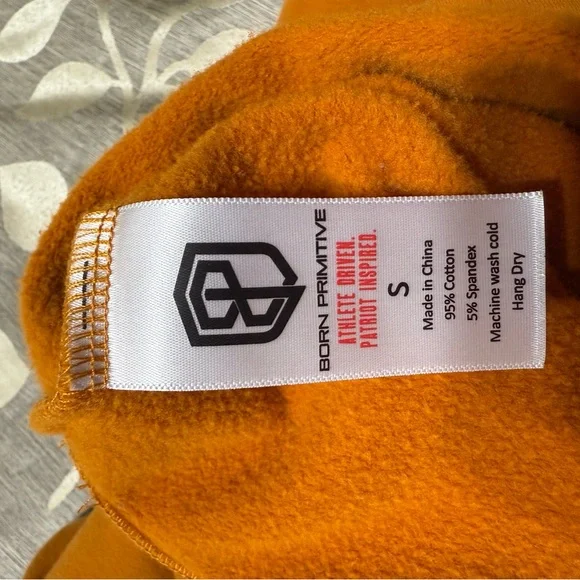 BORN PRIMITIVE
ATHLETE DRIVEN.
PATRIOT INSPIRED.
S
Made in China
95% Cotton
5% Spandex
Machine wash cold
Hang Dry